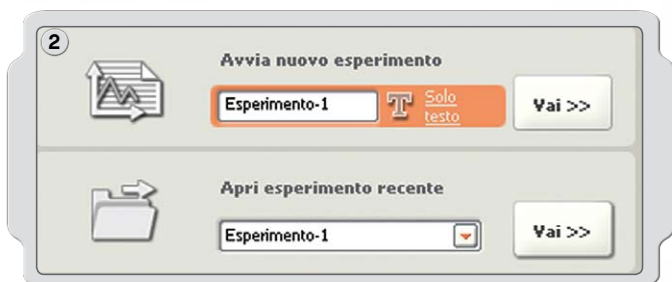 2
Avvia nuovo esperimento
Esperimento-1
T Solo
testo
Vai >>
Apri esperimento recente
Esperimento-1
Vai >>